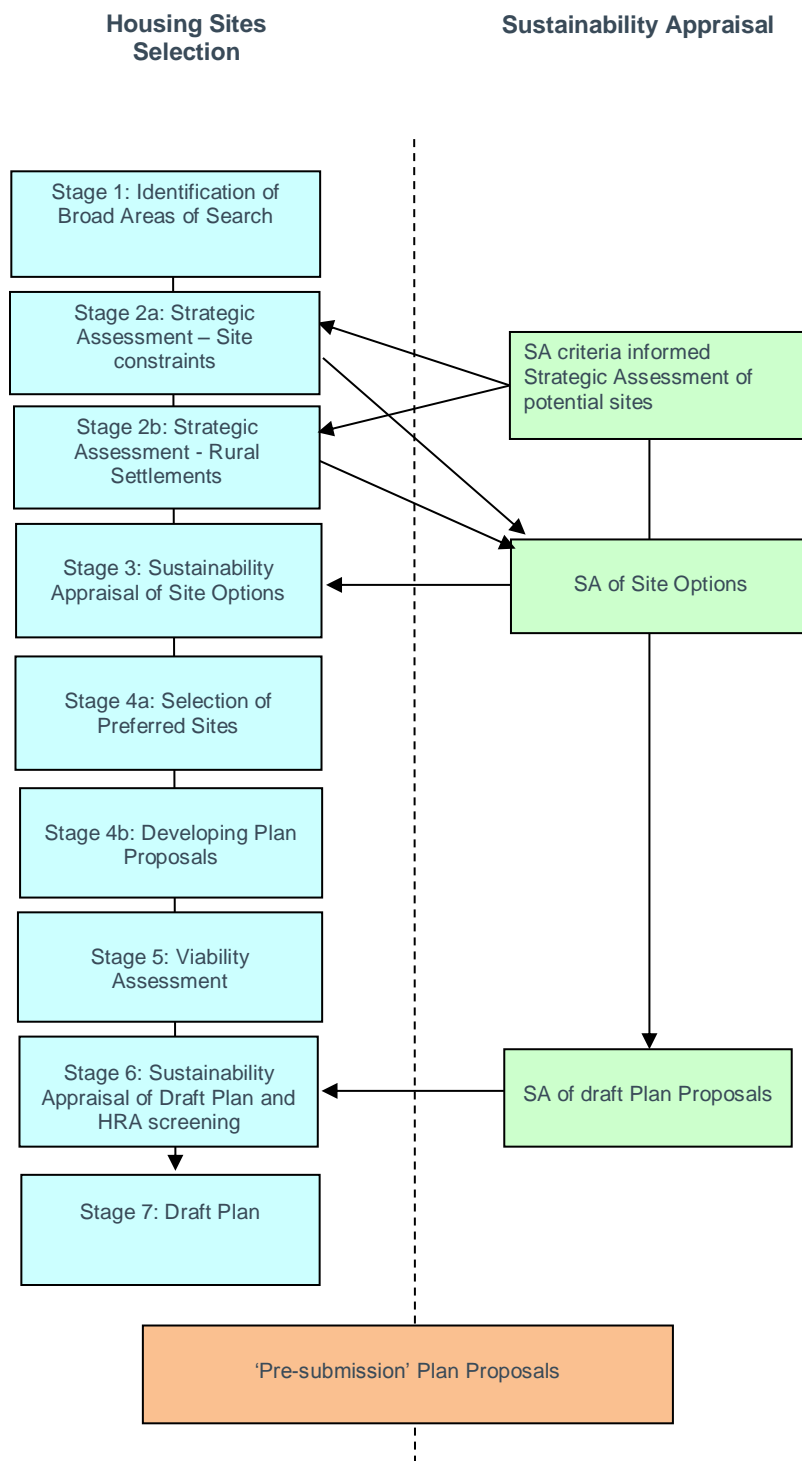 Housing Sites
Selection
Sustainability Appraisal
Stage 1: Identification of
Broad Areas of Search
Stage 2a: Strategic
Assessment – Site
constraints
SA criteria informed
Strategic Assessment of
potential sites
Stage 2b: Strategic
Assessment - Rural
Settlements
Stage 3: Sustainability
Appraisal of Site Options
SA of Site Options
Stage 4a: Selection of
Preferred Sites
Stage 4b: Developing Plan
Proposals
Stage 5: Viability
Assessment
Stage 6: Sustainability
Appraisal of Draft Plan and
HRA screening
SA of draft Plan Proposals
Stage 7: Draft Plan
‘Pre-submission’ Plan Proposals